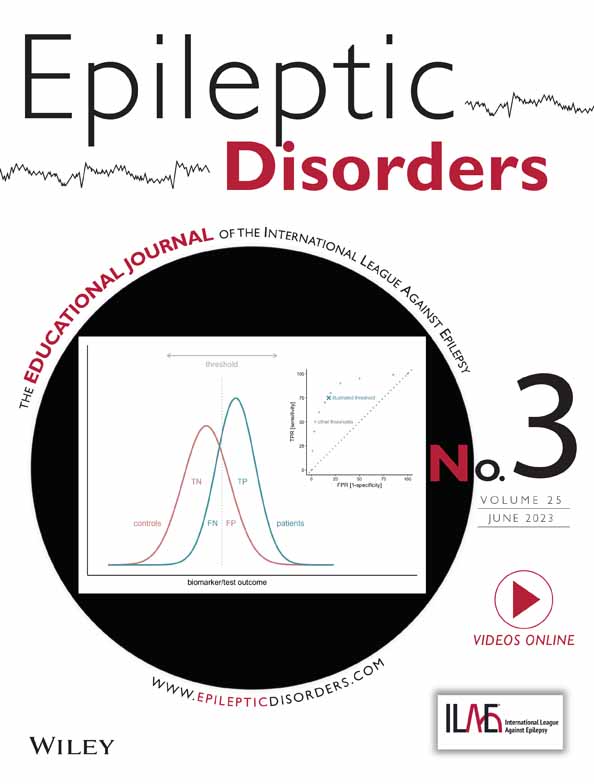 Epileptic
Disorders
THE EDUCATIONAL JOURNAL OF THE INTERNATIONAL LEAGUE AGAINST EPILEPSY
threshold
100
75
50
25
0
TPR [sensitivity]
illustrated threshold
other thresholds
0 25 50 75 100
FPR [1-specificity]
TN TP
controls FN FP patients
biomarker/test outcome
No. 3
VOLUME 25
JUNE 2023
VIDEOS ONLINE
WWW.EPILEPTICDISORDERS.COM
ILAE International League
Against Epilepsy
WILEY